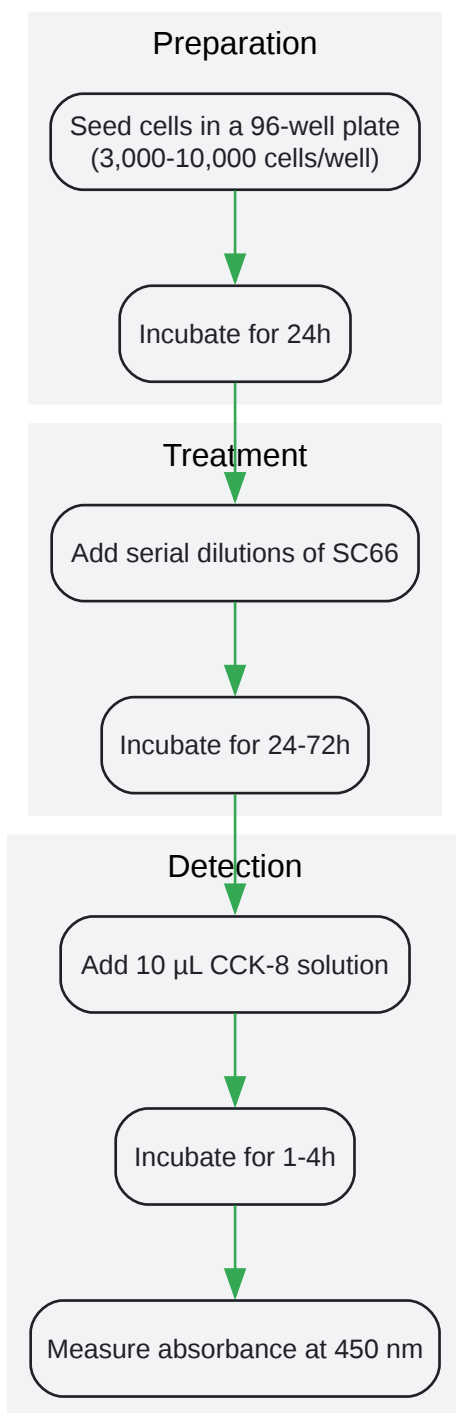 Preparation
Seed cells in a 96-well plate
(3,000-10,000 cells/well)
Incubate for 24h
Treatment
Add serial dilutions of SC66
Incubate for 24-72h
Detection
Add 10 µL CCK-8 solution
Incubate for 1-4h
Measure absorbance at 450 nm